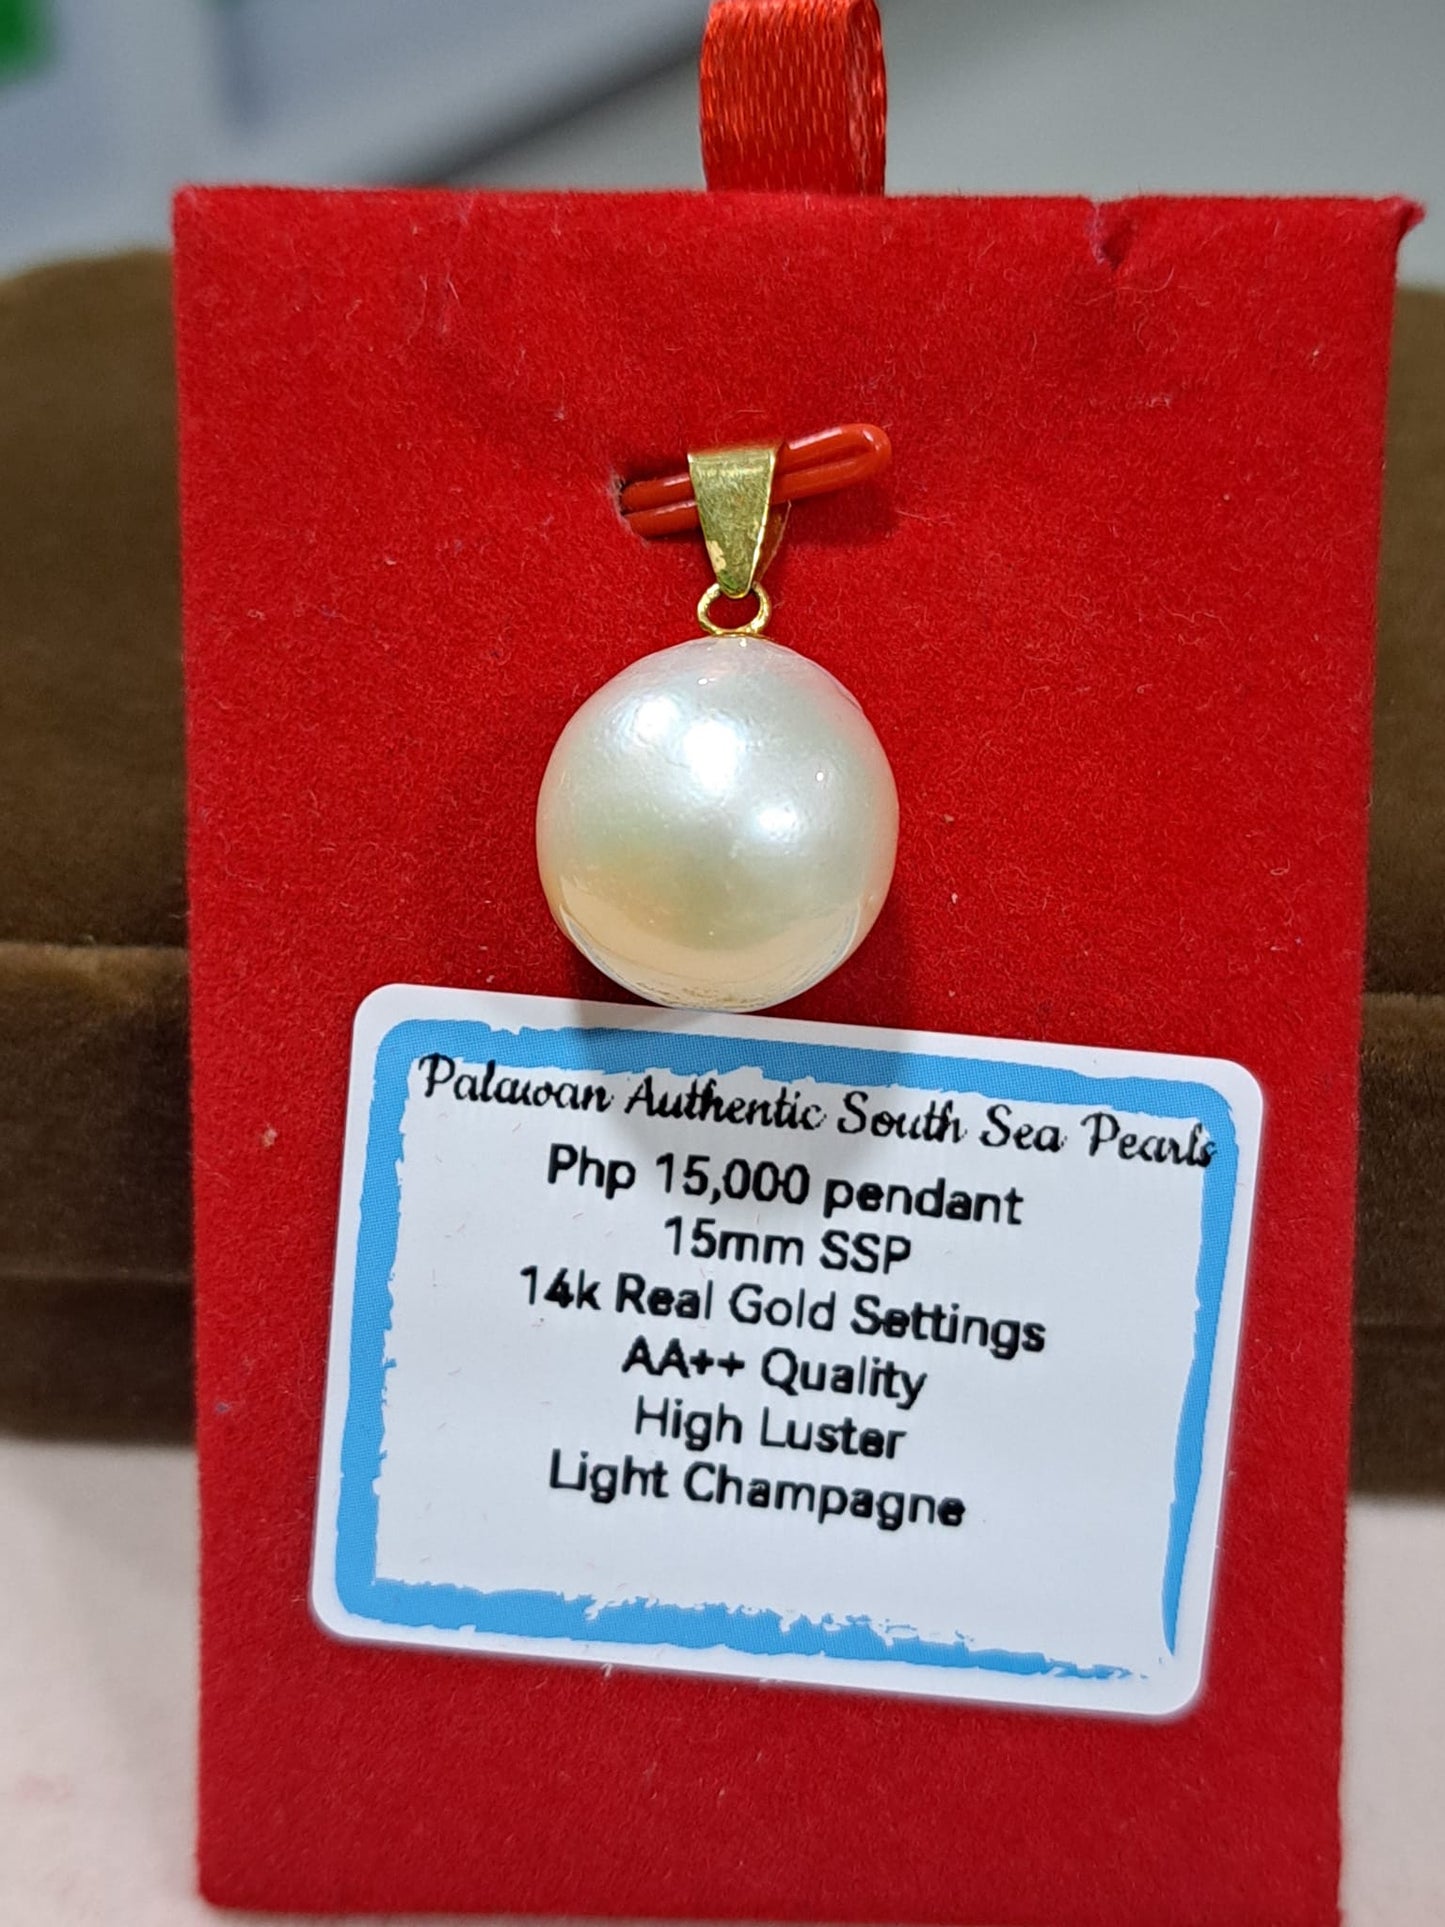 Palawan Authentic South Sea Pearls
Php 15,000 pendant
15mm SSP
14k Real Gold Settings
AA++ Quality
High Luster
Light Champagne